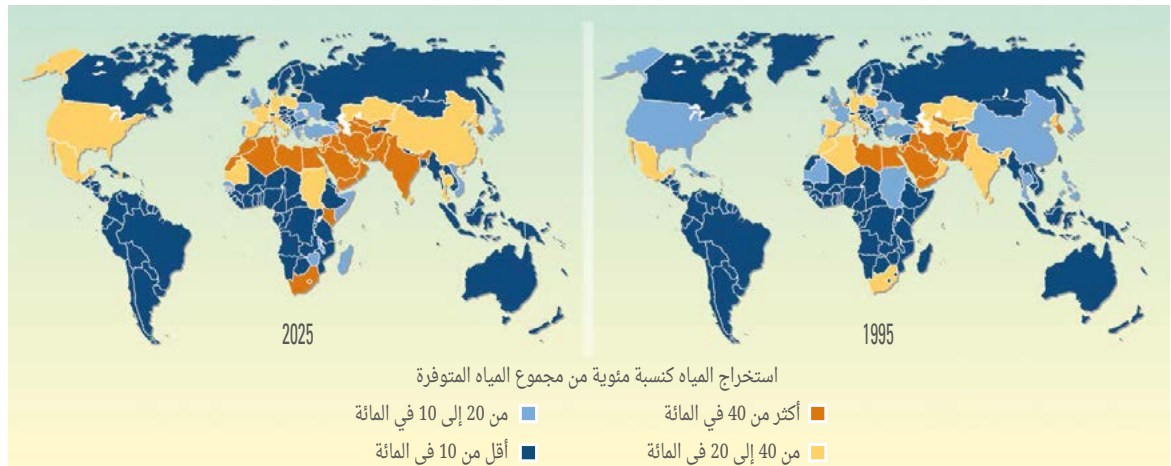 1995
2025
استخراج المياه كنسبة مئوية من مجموع المياه المتوفرة
أكثر من 40 في المائة
من 20 إلى 10 في المائة
من 40 إلى 20 في المائة
أقل من 10 في المائة